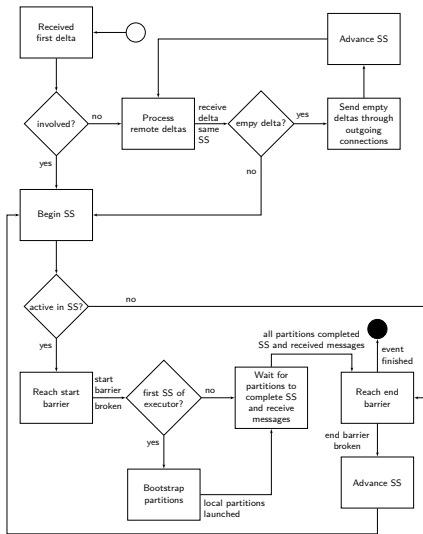 Received
first delta
Advance SS
involved?
no
Process
remote deltas
receive
delta
same
SS
empy delta?
yes
Send empty
deltas through
outgoing
connections
yes
no
Begin SS
active in SS?
no
yes
all partitions completed
SS and received messages
event
finished
Reach start
barrier
start
barrier
broken
first SS of
executor?
no
Wait for
partitions to
complete SS
and receive
messages
Reach end
barrier
yes
end barrier
broken
Bootstrap
partitions
local partitions
launched
Advance SS